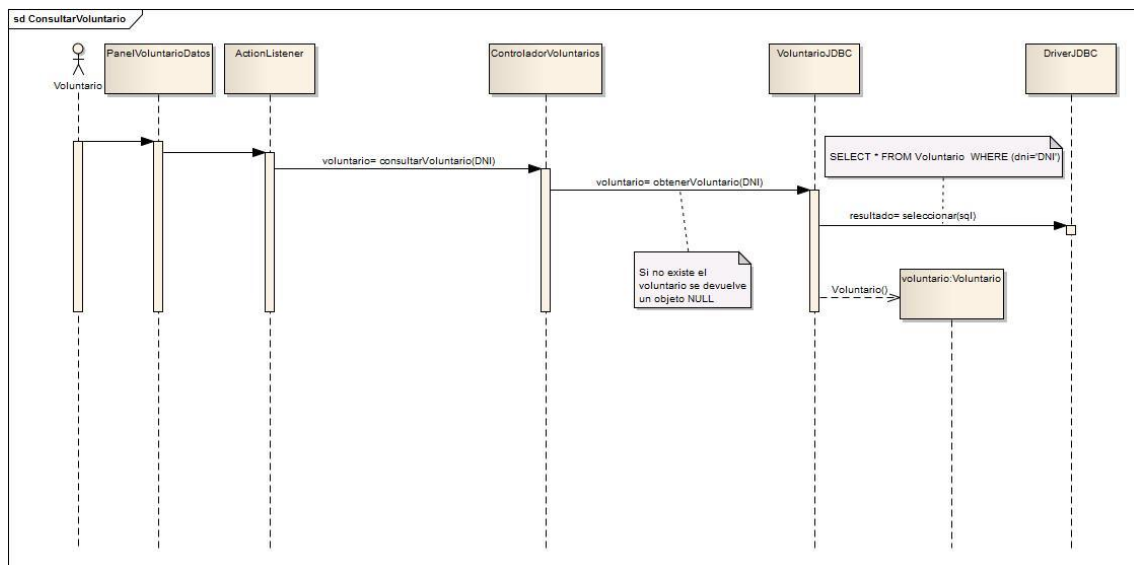 sd ConsultarVoluntario
Voluntario
PanelVoluntarioDatos
ActionListener
ControladorVoluntarios
VoluntarioJDBC
DriverJDBC
voluntario= consultarVoluntario(DNI)
voluntario= obtenerVoluntario(DNI)
SELECT * FROM Voluntario WHERE (dni='DNI')
resultado= seleccionar(sql)
Si no existe el
voluntario se devuelve
un objeto NULL
Voluntario()
voluntario:Voluntario